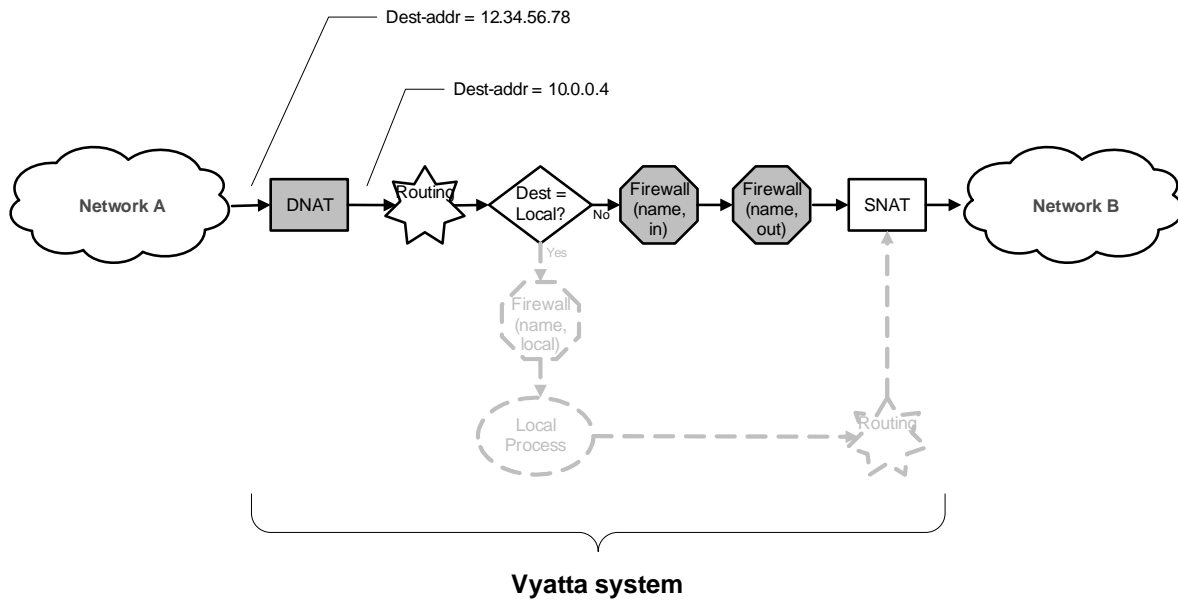 Dest-addr = 12.34.56.78
Dest-addr = 10.0.0.4
Network A
DNAT
Routing
Dest =
Local?
No
Firewall
(name,
in)
Firewall
(name,
out)
SNAT
Network B
Yes
Firewall
(name,
local)
Local
Process
Routing
Vyatta system